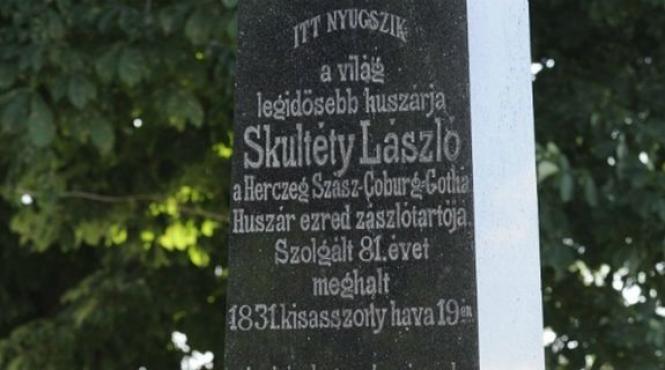 ITT NYUGSZIK
a világ
legidősebb huszárja
Skultéty László
a Herczeg Szász-Coburg-Gotha
Huszár ezred zászlótartója.
Szolgált 81. évet
meghalt
1831. kisasszony hava 19én